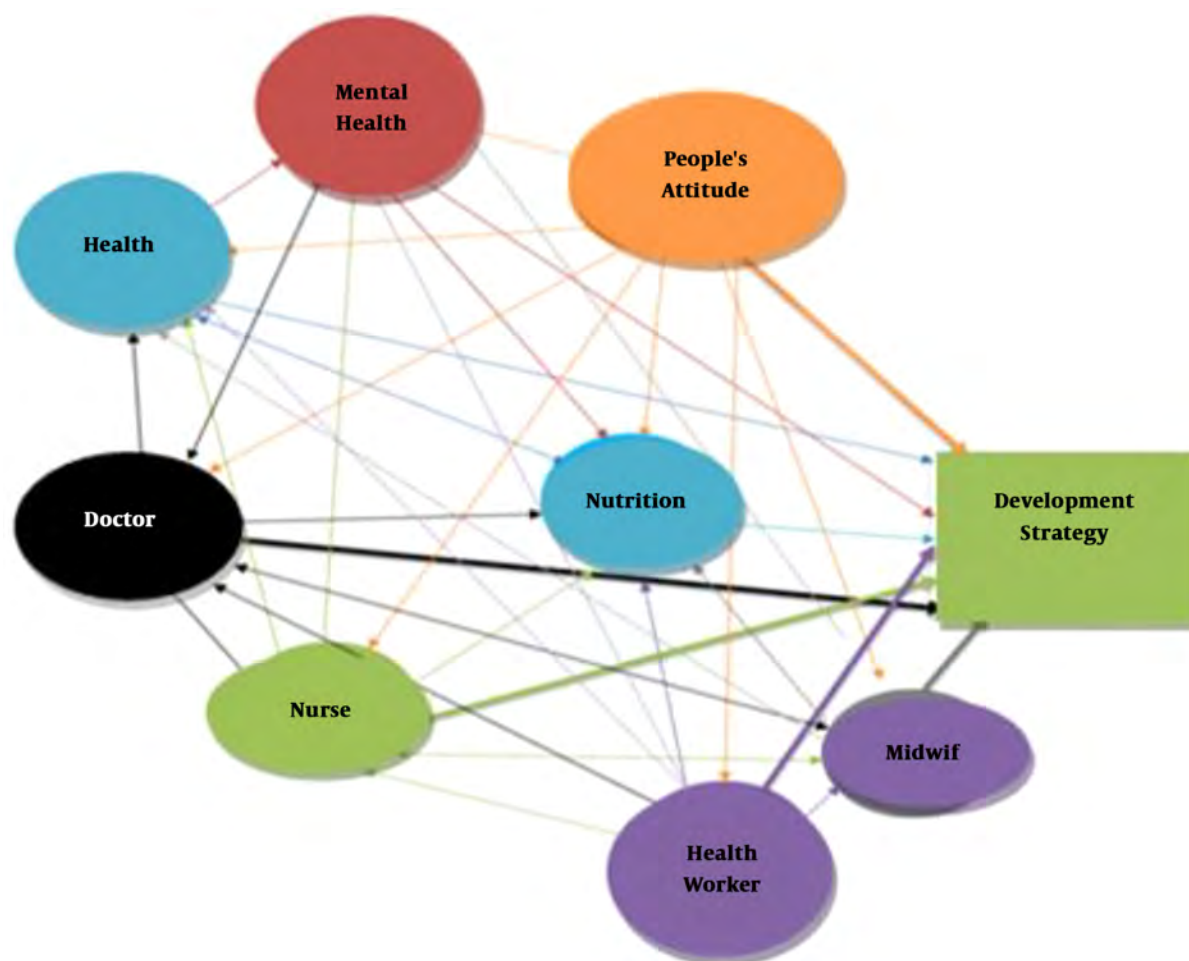 Mental
Health
People's
Attitude
Health
Doctor
Nutrition
Development
Strategy
Nurse
Midwif
Health
Worker